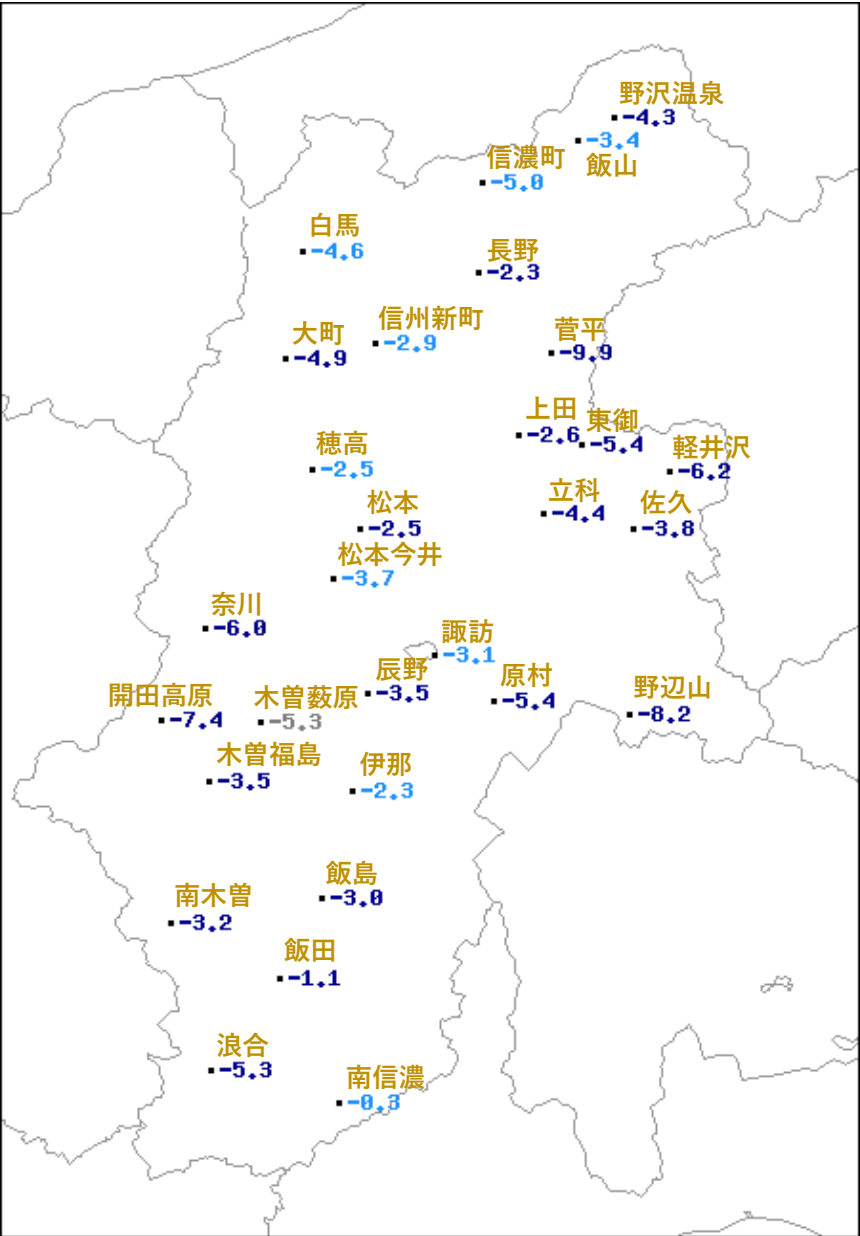 野沢温泉
-4.3
-3.4
飯山
信濃町
-5.0
白馬
-4.6
長野
-2.3
信州新町
-2.9
大町
-4.9
菅平
-9.9
上田
-2.6
東御
-5.4
軽井沢
-6.2
穂高
-2.5
立科
-4.4
佐久
-3.8
松本
-2.5
松本今井
-3.7
奈川
-6.0
諏訪
-3.1
辰野
-3.5
原村
-5.4
野辺山
-8.2
開田高原
-7.4
木曽薮原
-5.3
木曽福島
-3.5
伊那
-2.3
飯島
-3.0
南木曽
-3.2
飯田
-1.1
浪合
-5.3
南信濃
-0.3